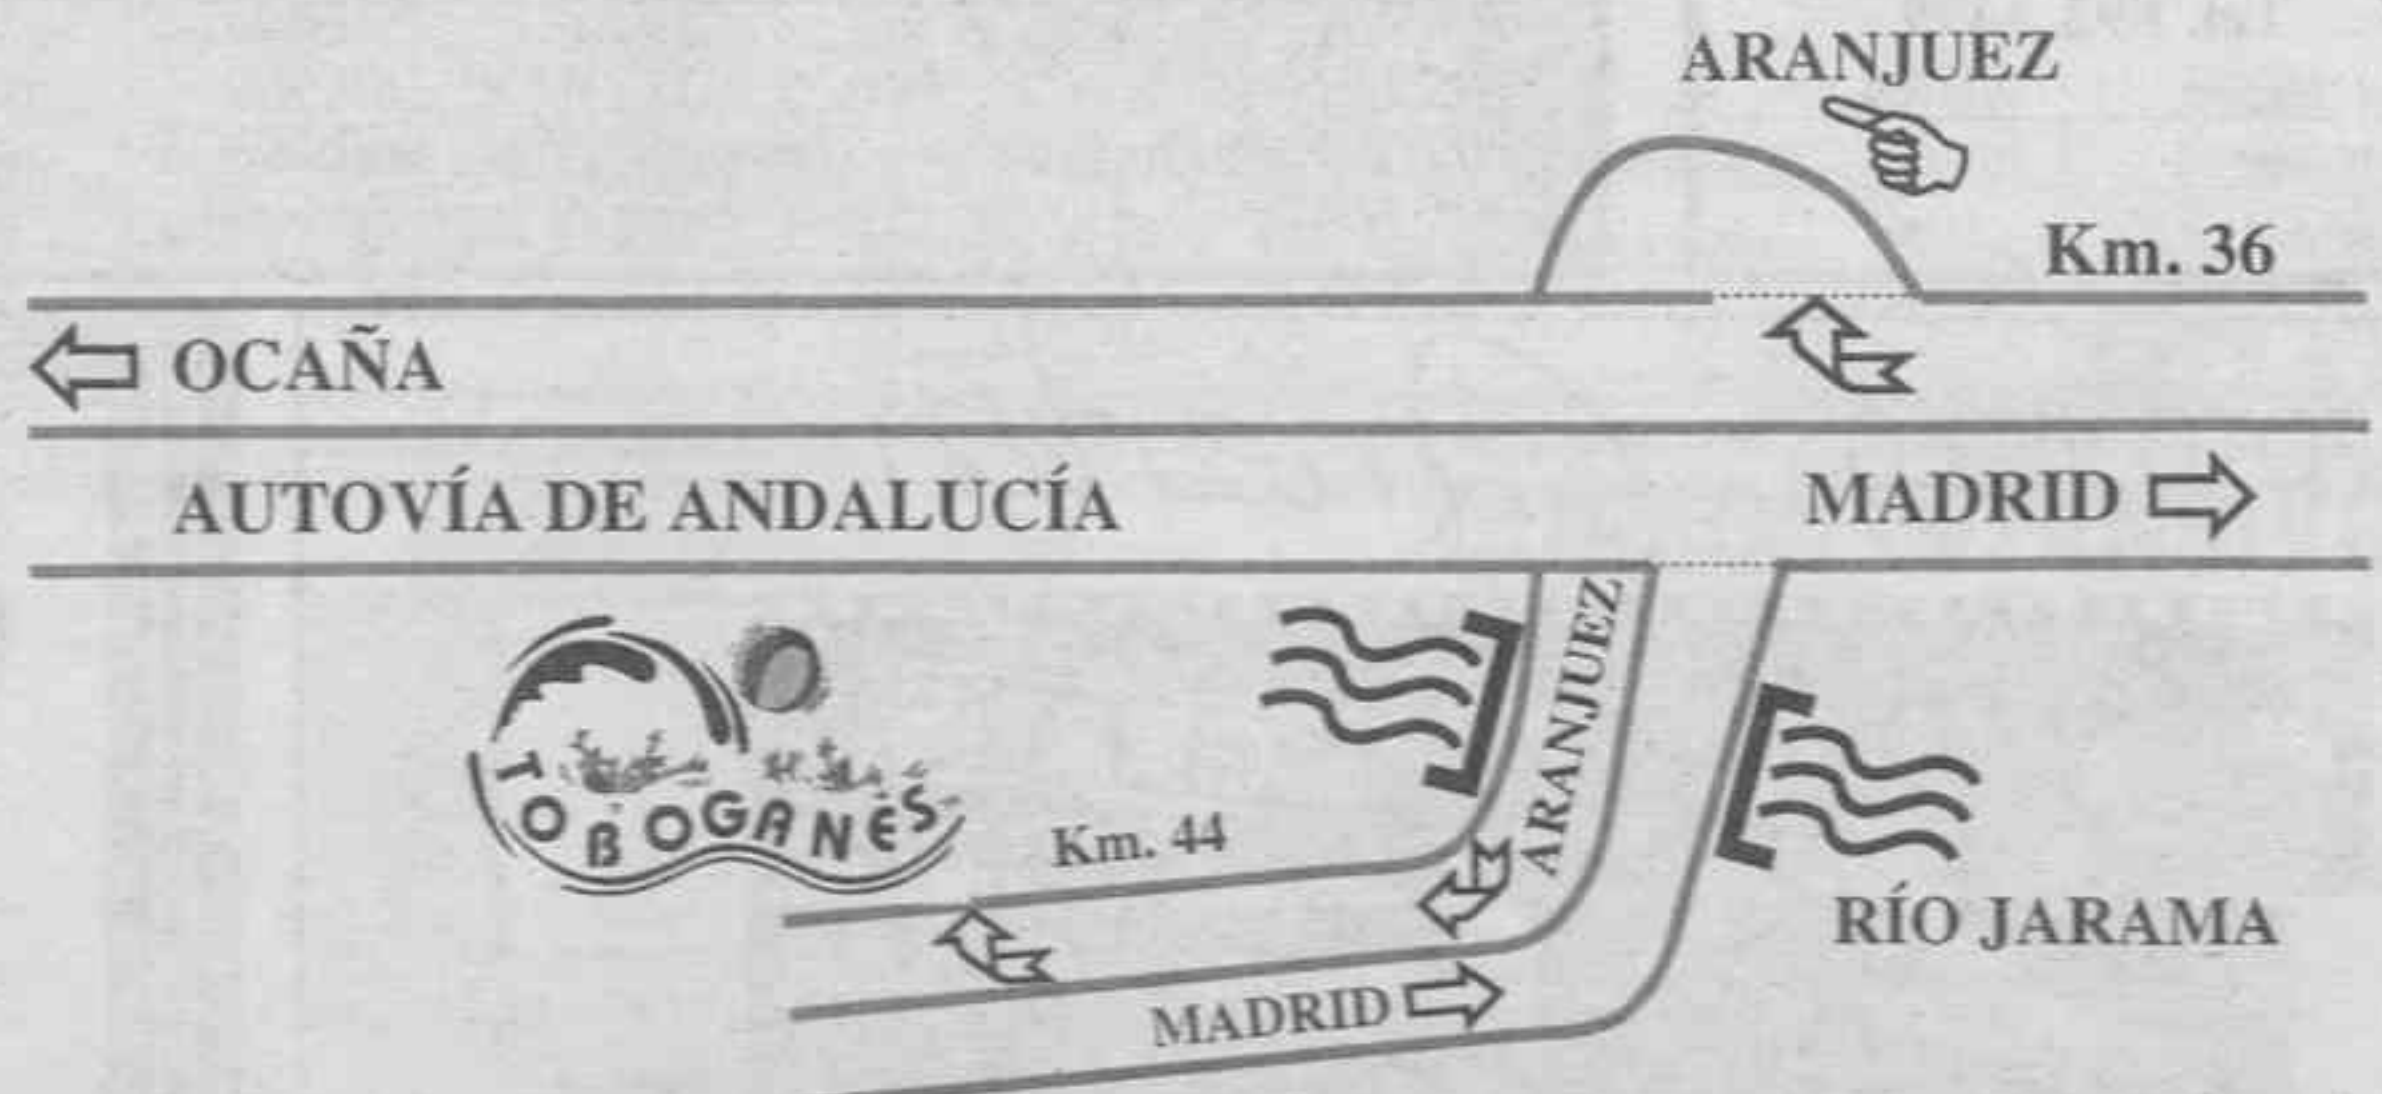 ARANJUEZ
Km. 36
OCAÑA
AUTOVÍA DE ANDALUCÍA
MADRID
ARANJUEZ
TOBOGANES
Km. 44
RÍO JARAMA
MADRID